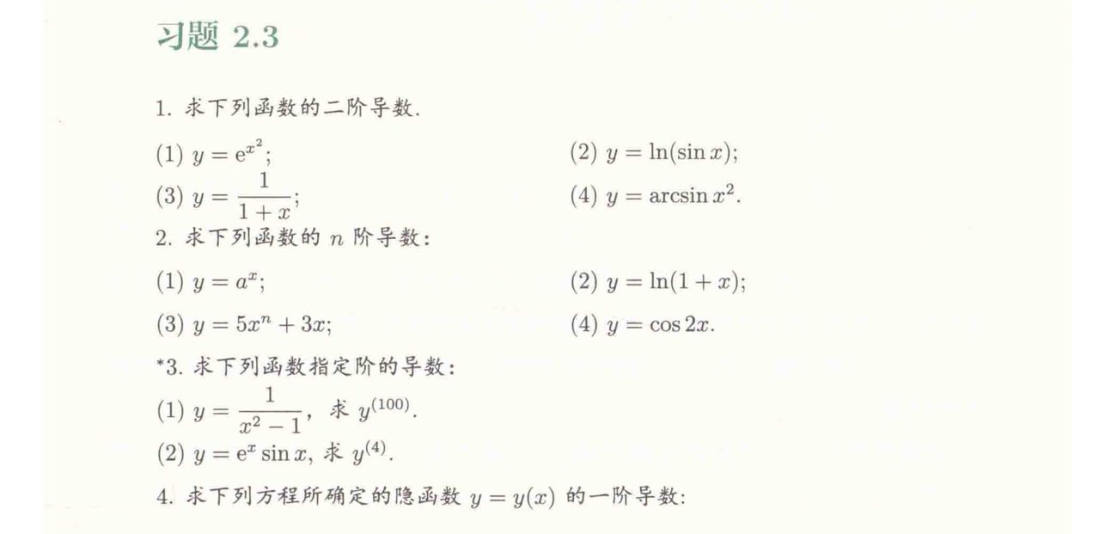 习题 2.3
1. 求下列函数的二阶导数.
(1) y = e^{x^2}; (2) y = ln(sin x);
(3) y = \frac{1}{1+x}; (4) y = arcsin x^2.
2. 求下列函数的 n 阶导数:
(1) y = a^x; (2) y = ln(1 + x);
(3) y = 5x^n + 3x; (4) y = cos 2x.
*3. 求下列函数指定阶的导数:
(1) y = \frac{1}{x^2 - 1}, 求 y^{(100)}.
(2) y = e^x sin x, 求 y^{(4)}.
4. 求下列方程所确定的隐函数 y = y(x) 的一阶导数: